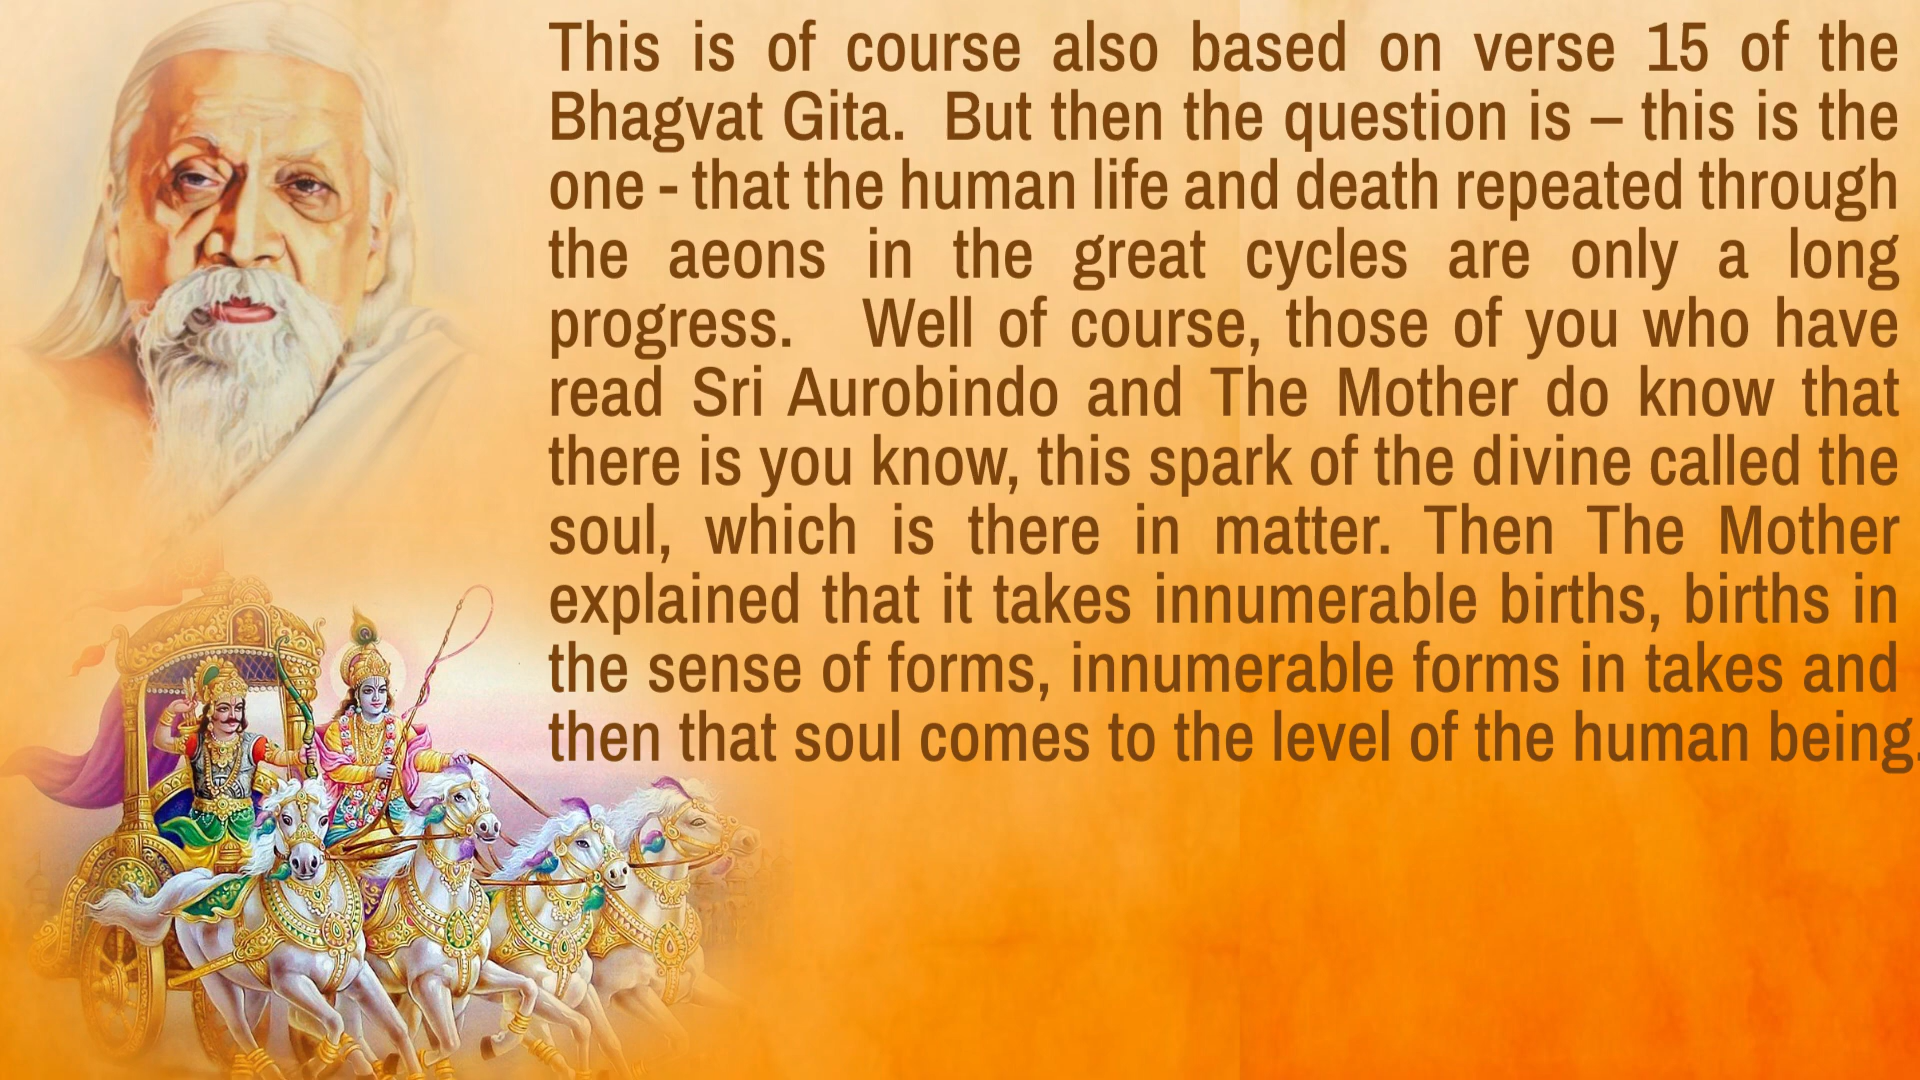 This is of course also based on verse 15 of the
Bhagvat Gita. But then the question is – this is the
one - that the human life and death repeated through
the aeons in the great cycles are only a long
progress. Well of course, those of you who have
read Sri Aurobindo and The Mother do know that
there is you know, this spark of the divine called the
soul, which is there in matter. Then The Mother
explained that it takes innumerable births, births in
the sense of forms, innumerable forms in takes and
then that soul comes to the level of the human being.